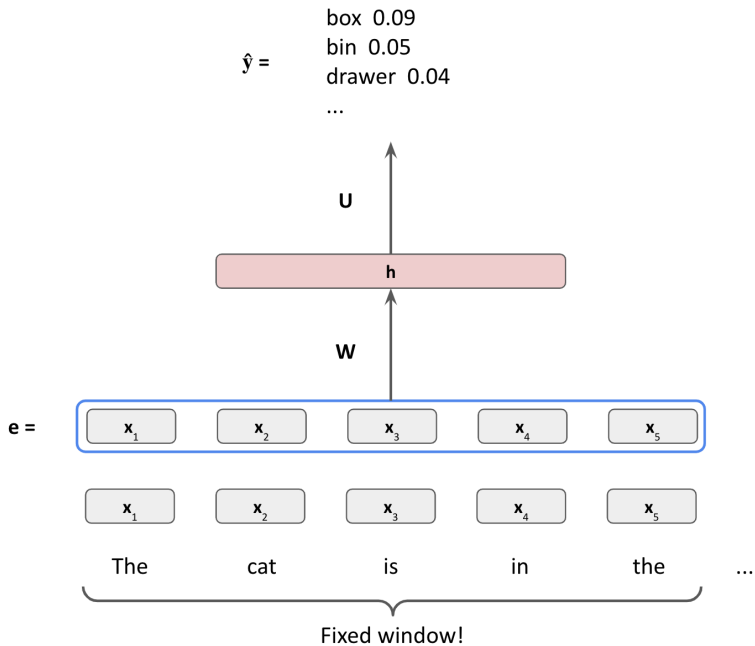 box 0.09
bin 0.05
ŷ =
drawer 0.04
...
U
h
W
e = x₁ x₂ x₃ x₄ x₅
x₁ x₂ x₃ x₄ x₅
The cat is in the ...
Fixed window!